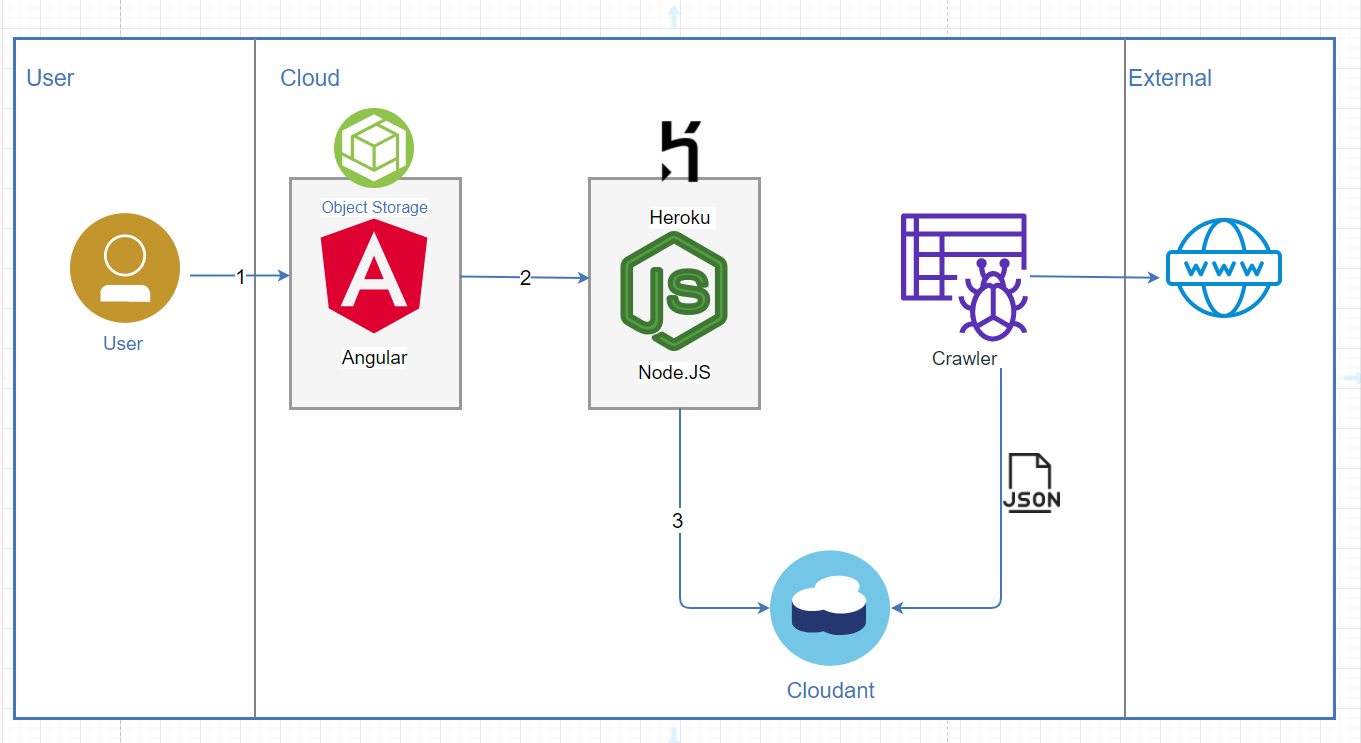 User
Cloud
External
Object Storage
Heroku
JS
WWW
1
2
User
Angular
Node.JS
Crawler
JSON
3
Cloudant